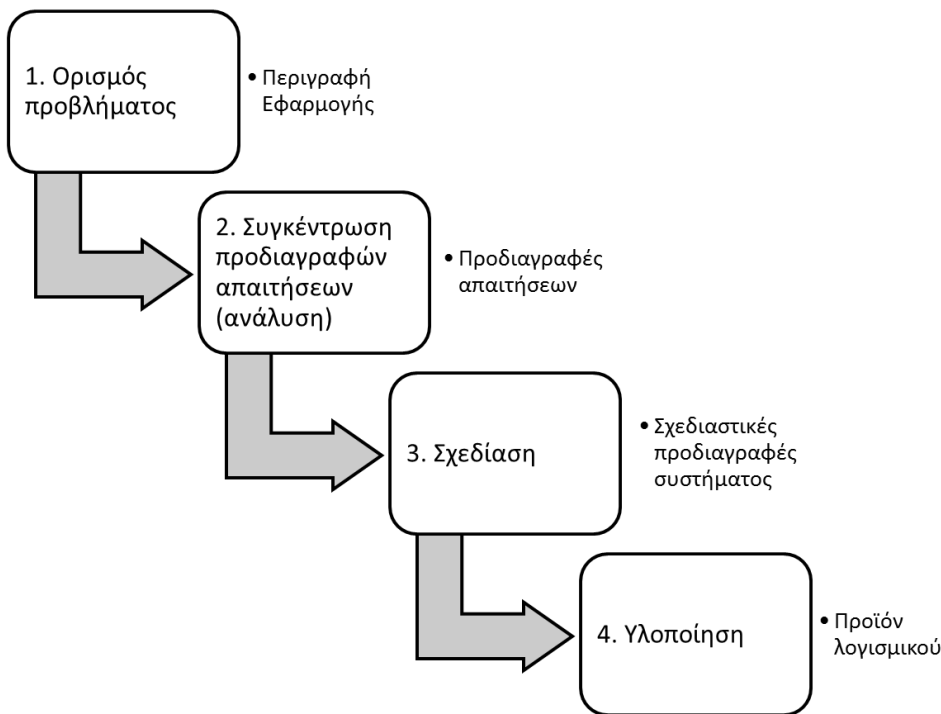 1. Ορισμός
προβλήματος
• Περιγραφή
Εφαρμογής
2. Συγκέντρωση
προδιαγραφών
απαιτήσεων
(ανάλυση)
• Προδιαγραφές
απαιτήσεων
3. Σχεδίαση
• Σχεδιαστικές
προδιαγραφές
συστήματος
4. Υλοποίηση
• Προϊόν
λογισμικού